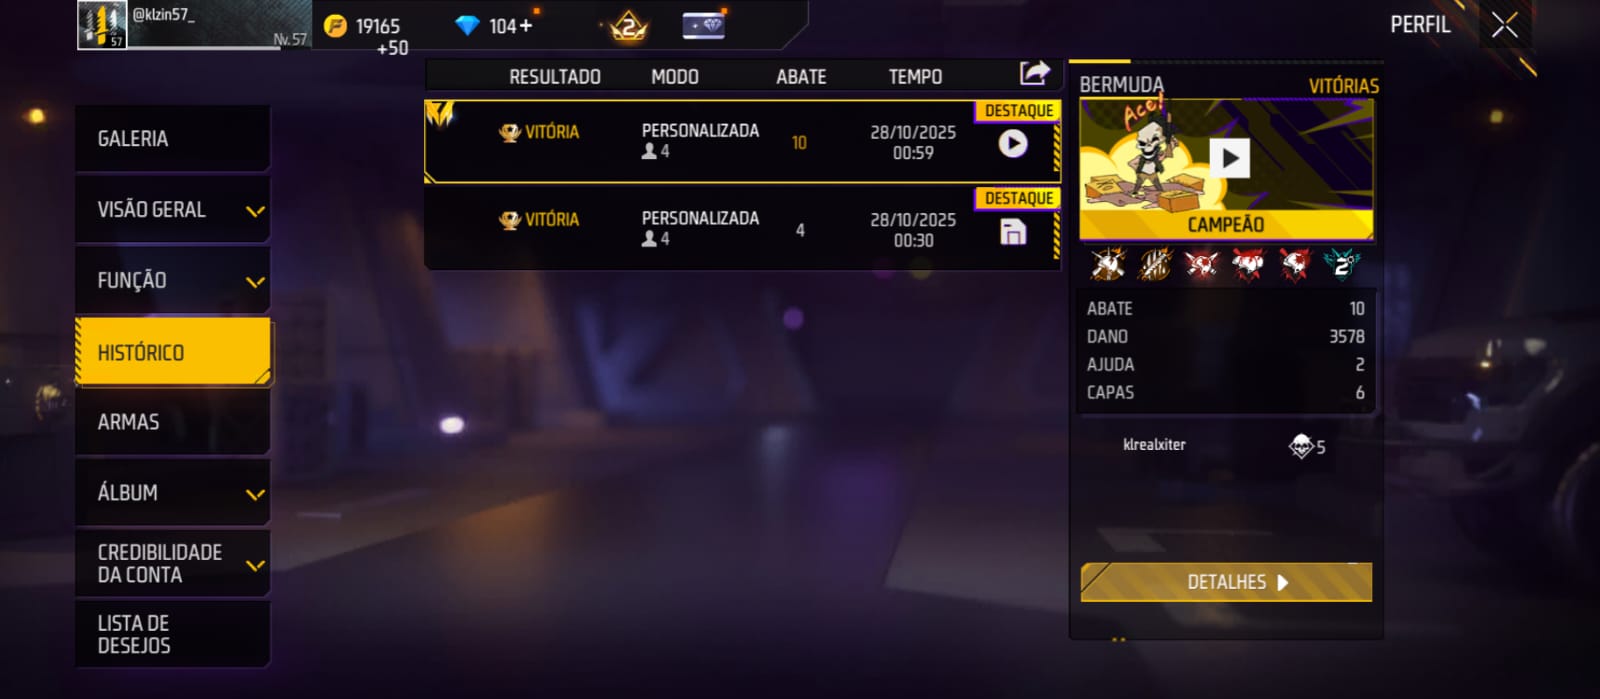 @klzin57_
57
Nv. 57
19165
+50
104+
2
PERFIL
GALERIA
VISÃO GERAL
FUNÇÃO
HISTÓRICO
ARMAS
ÁLBUM
CREDIBILIDADE
DA CONTA
LISTA DE
DESEJOS
RESULTADO MODO ABATE TEMPO
DESTAQUE
VITÓRIA PERSONALIZADA 10 28/10/2025
4 00:59
DESTAQUE
VITÓRIA PERSONALIZADA 4 28/10/2025
4 00:30
BERMUDA VITÓRIAS
Ace!
CAMPEÃO
2
ABATE 10
DANO 3578
AJUDA 2
CAPAS 6
klrealxiter 5
DETALHES